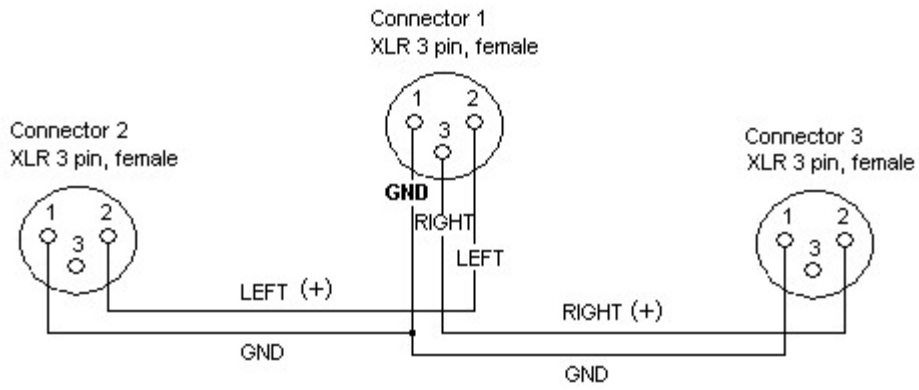 Connector 1
XLR 3 pin, female
1 2
3
GND
RIGHT
LEFT
Connector 2
XLR 3 pin, female
1 2
3
LEFT (+)
GND
Connector 3
XLR 3 pin, female
1 2
3
RIGHT (+)
GND